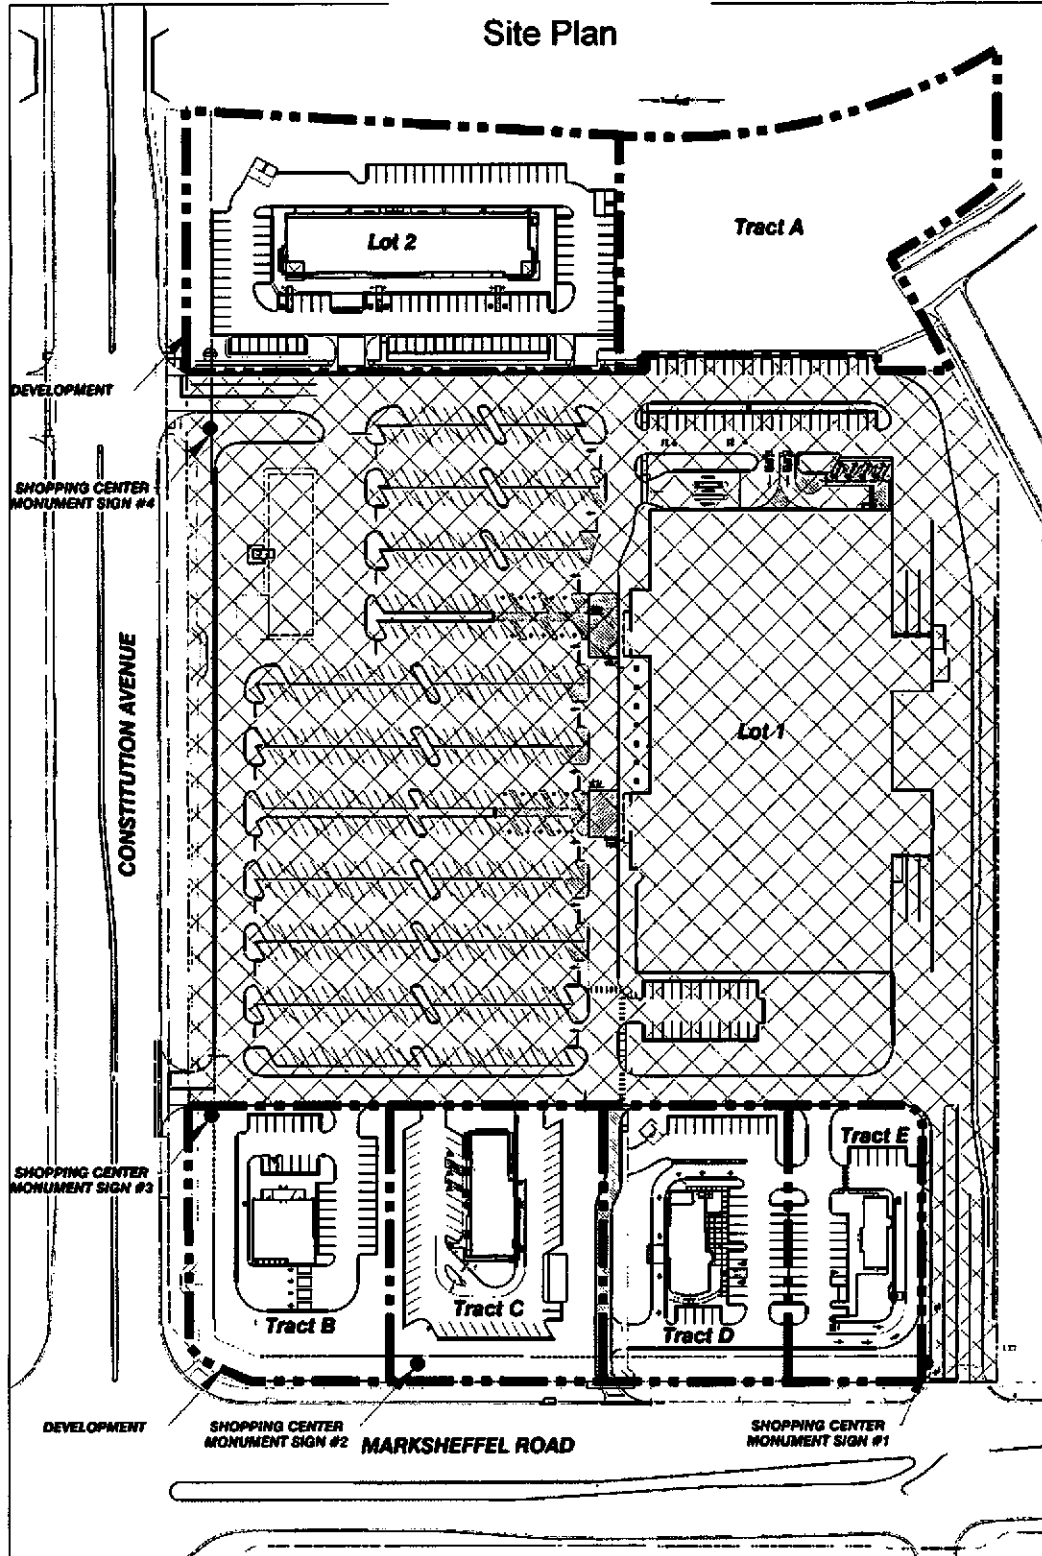 Site Plan
Lot 2
Tract A
DEVELOPMENT
SHOPPING CENTER
MONUMENT SIGN #4
CONSTITUTION AVENUE
Lot 1
SHOPPING CENTER
MONUMENT SIGN #3
Tract E
Tract B
Tract C
Tract D
DEVELOPMENT
SHOPPING CENTER
MONUMENT SIGN #2
MARKSHEFFEL ROAD
SHOPPING CENTER
MONUMENT SIGN #1